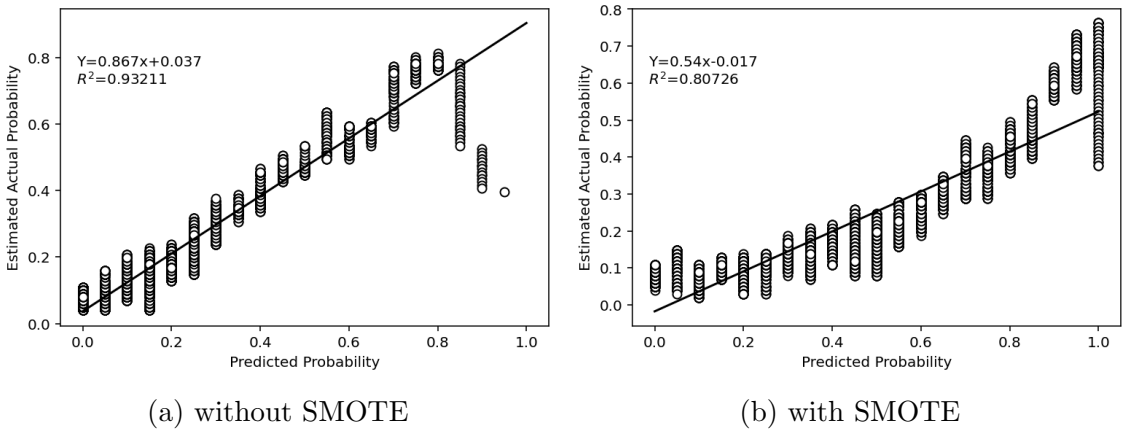 Y=0.867x+0.037
R²=0.93211
Estimated Actual Probability
0.8
0.6
0.4
0.2
0.0
0.0 0.2 0.4 0.6 0.8 1.0
Predicted Probability
(a) without SMOTE
Y=0.54x-0.017
R²=0.80726
Estimated Actual Probability
0.8
0.7
0.6
0.5
0.4
0.3
0.2
0.1
0.0
0.0 0.2 0.4 0.6 0.8 1.0
Predicted Probability
(b) with SMOTE